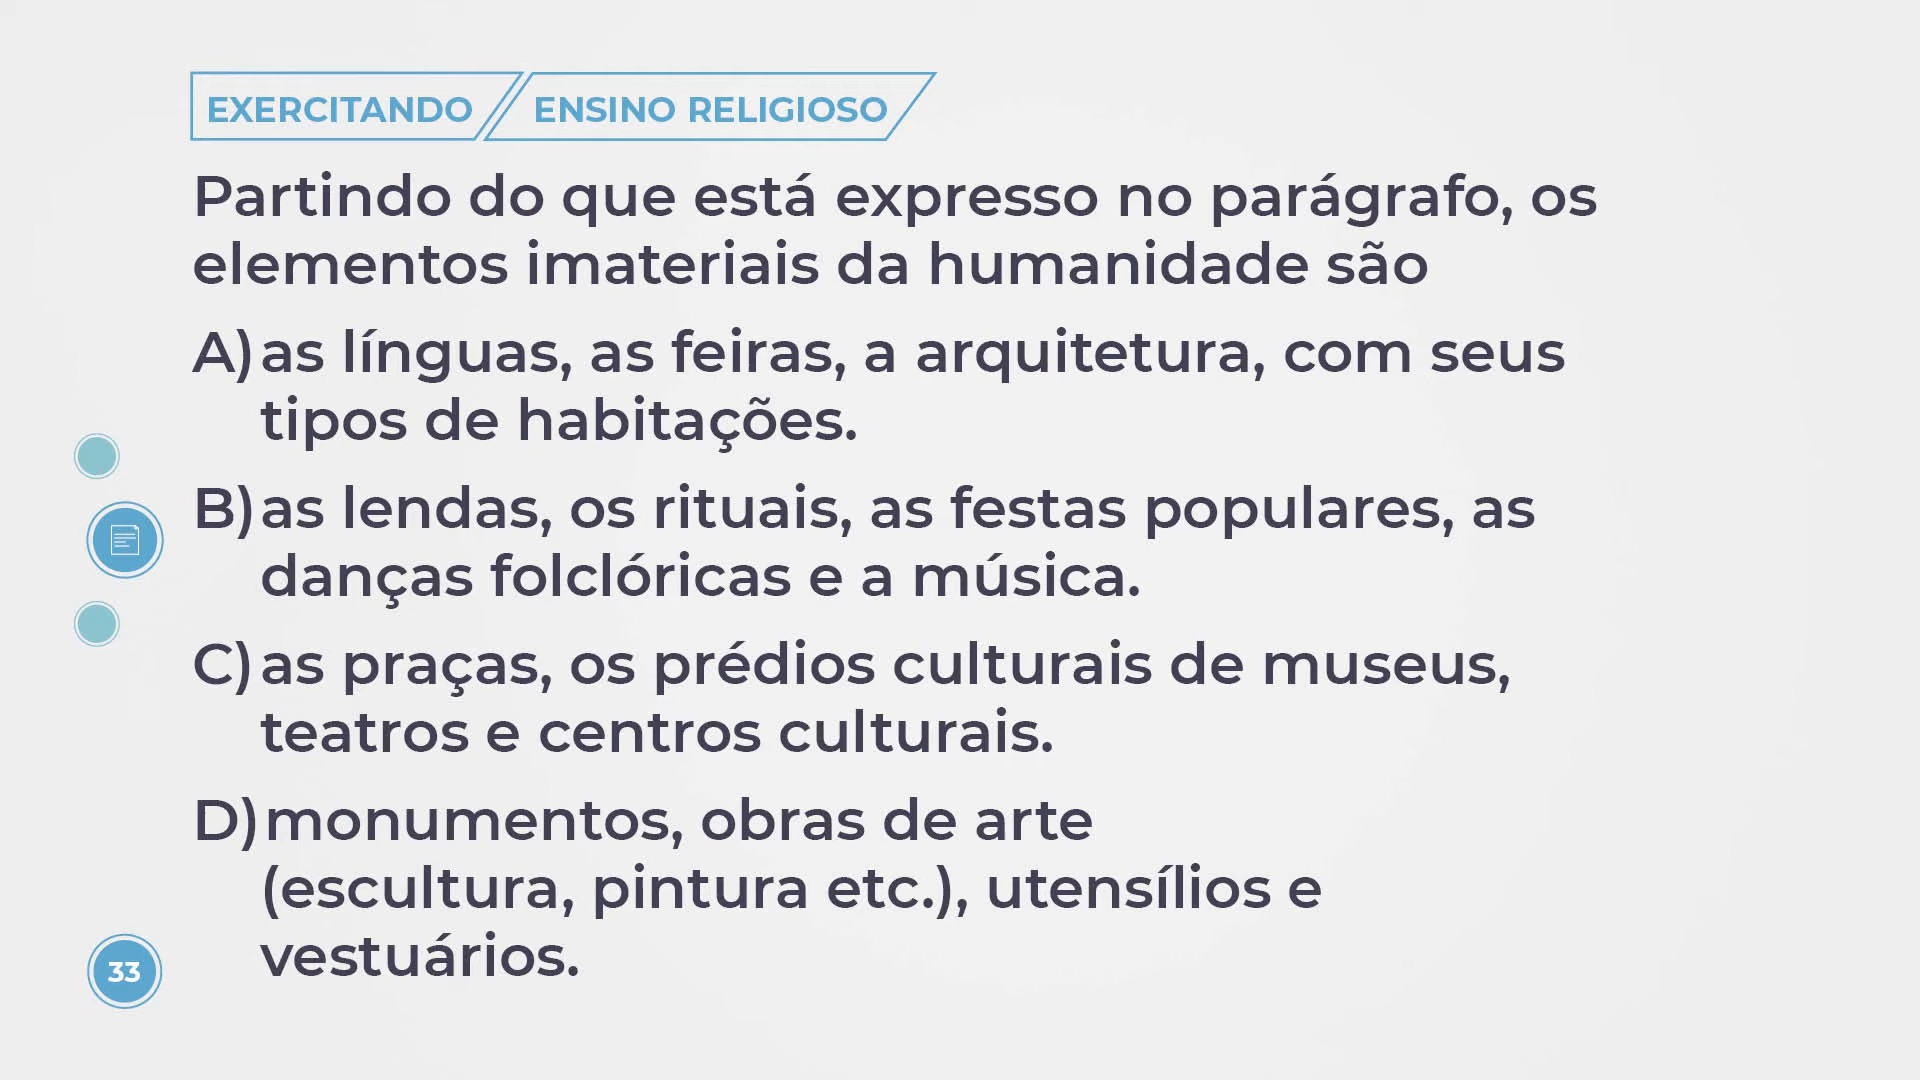 EXERCITANDO ENSINO RELIGIOSO
Partindo do que está expresso no parágrafo, os
elementos imateriais da humanidade são
A) as línguas, as feiras, a arquitetura, com seus
tipos de habitações.
B) as lendas, os rituais, as festas populares, as
danças folclóricas e a música.
C) as praças, os prédios culturais de museus,
teatros e centros culturais.
D) monumentos, obras de arte
(escultura, pintura etc.), utensílios e
vestuários.
33